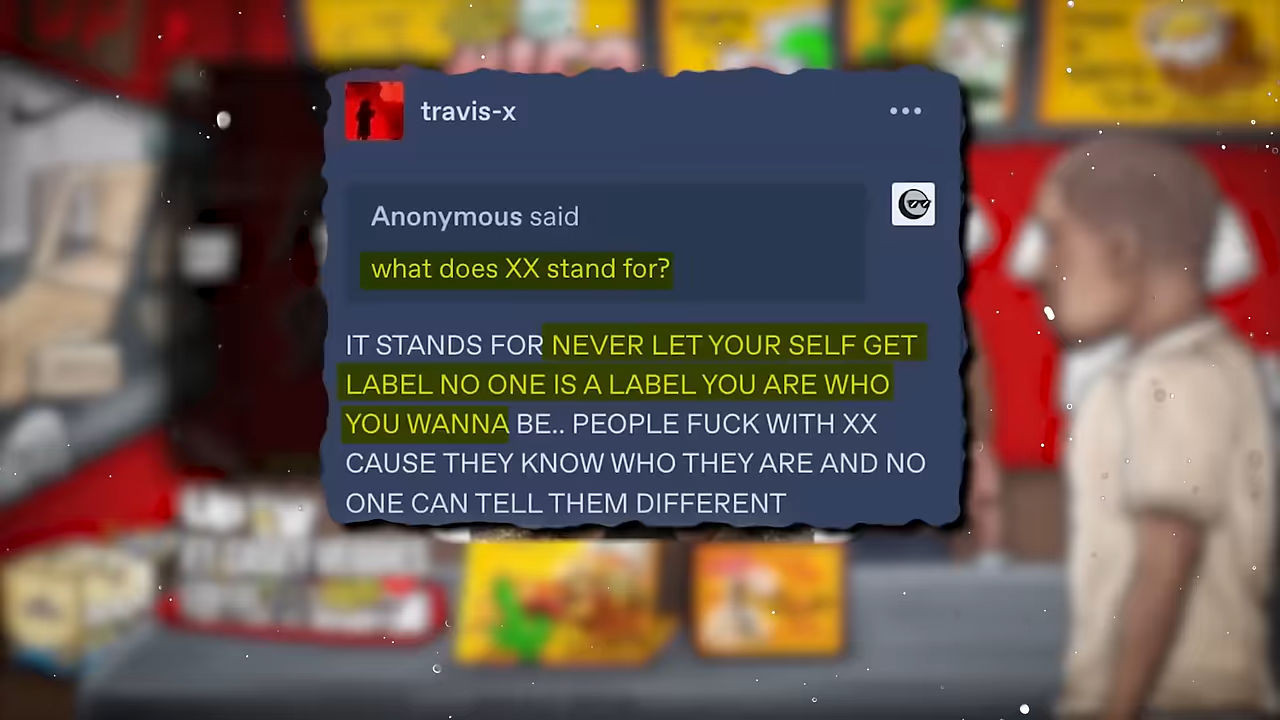 travis-x
Anonymous said
what does XX stand for?
IT STANDS FOR NEVER LET YOUR SELF GET
LABEL NO ONE IS A LABEL YOU ARE WHO
YOU WANNA BE.. PEOPLE FUCK WITH XX
CAUSE THEY KNOW WHO THEY ARE AND NO
ONE CAN TELL THEM DIFFERENT